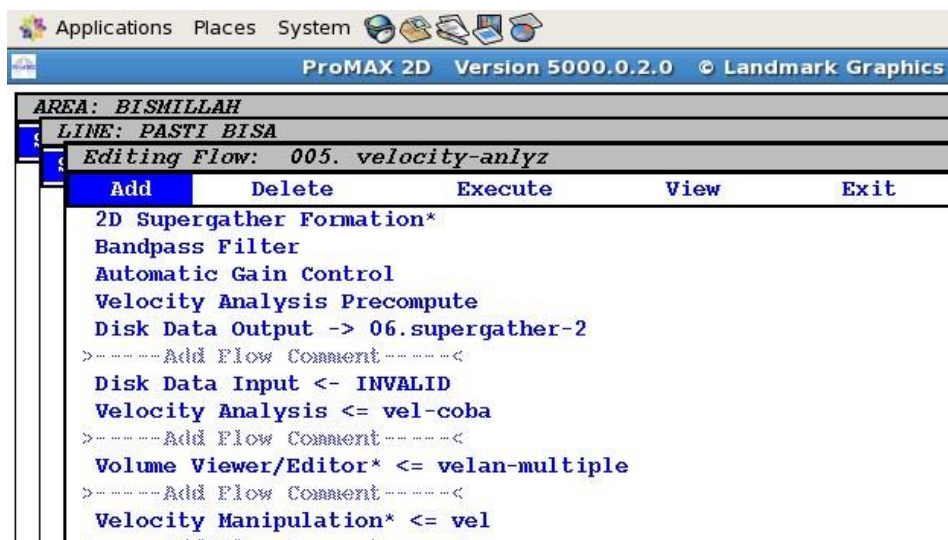 Applications Places System
ProMAX 2D Version 5000.0.2.0 © Landmark Graphics
AREA: BISMILLAH
LINE: PASTI BISA
Editing Flow: 005. velocity-anlyz
Add Delete Execute View Exit
2D Supergather Formation*
Bandpass Filter
Automatic Gain Control
Velocity Analysis Precompute
Disk Data Output -> 06.supergather-2
>-----Add Flow Comment-----<
Disk Data Input <- INVALID
Velocity Analysis <= vel-coba
>-----Add Flow Comment-----<
Volume Viewer/Editor* <= velan-multiple
>-----Add Flow Comment-----<
Velocity Manipulation* <= vel